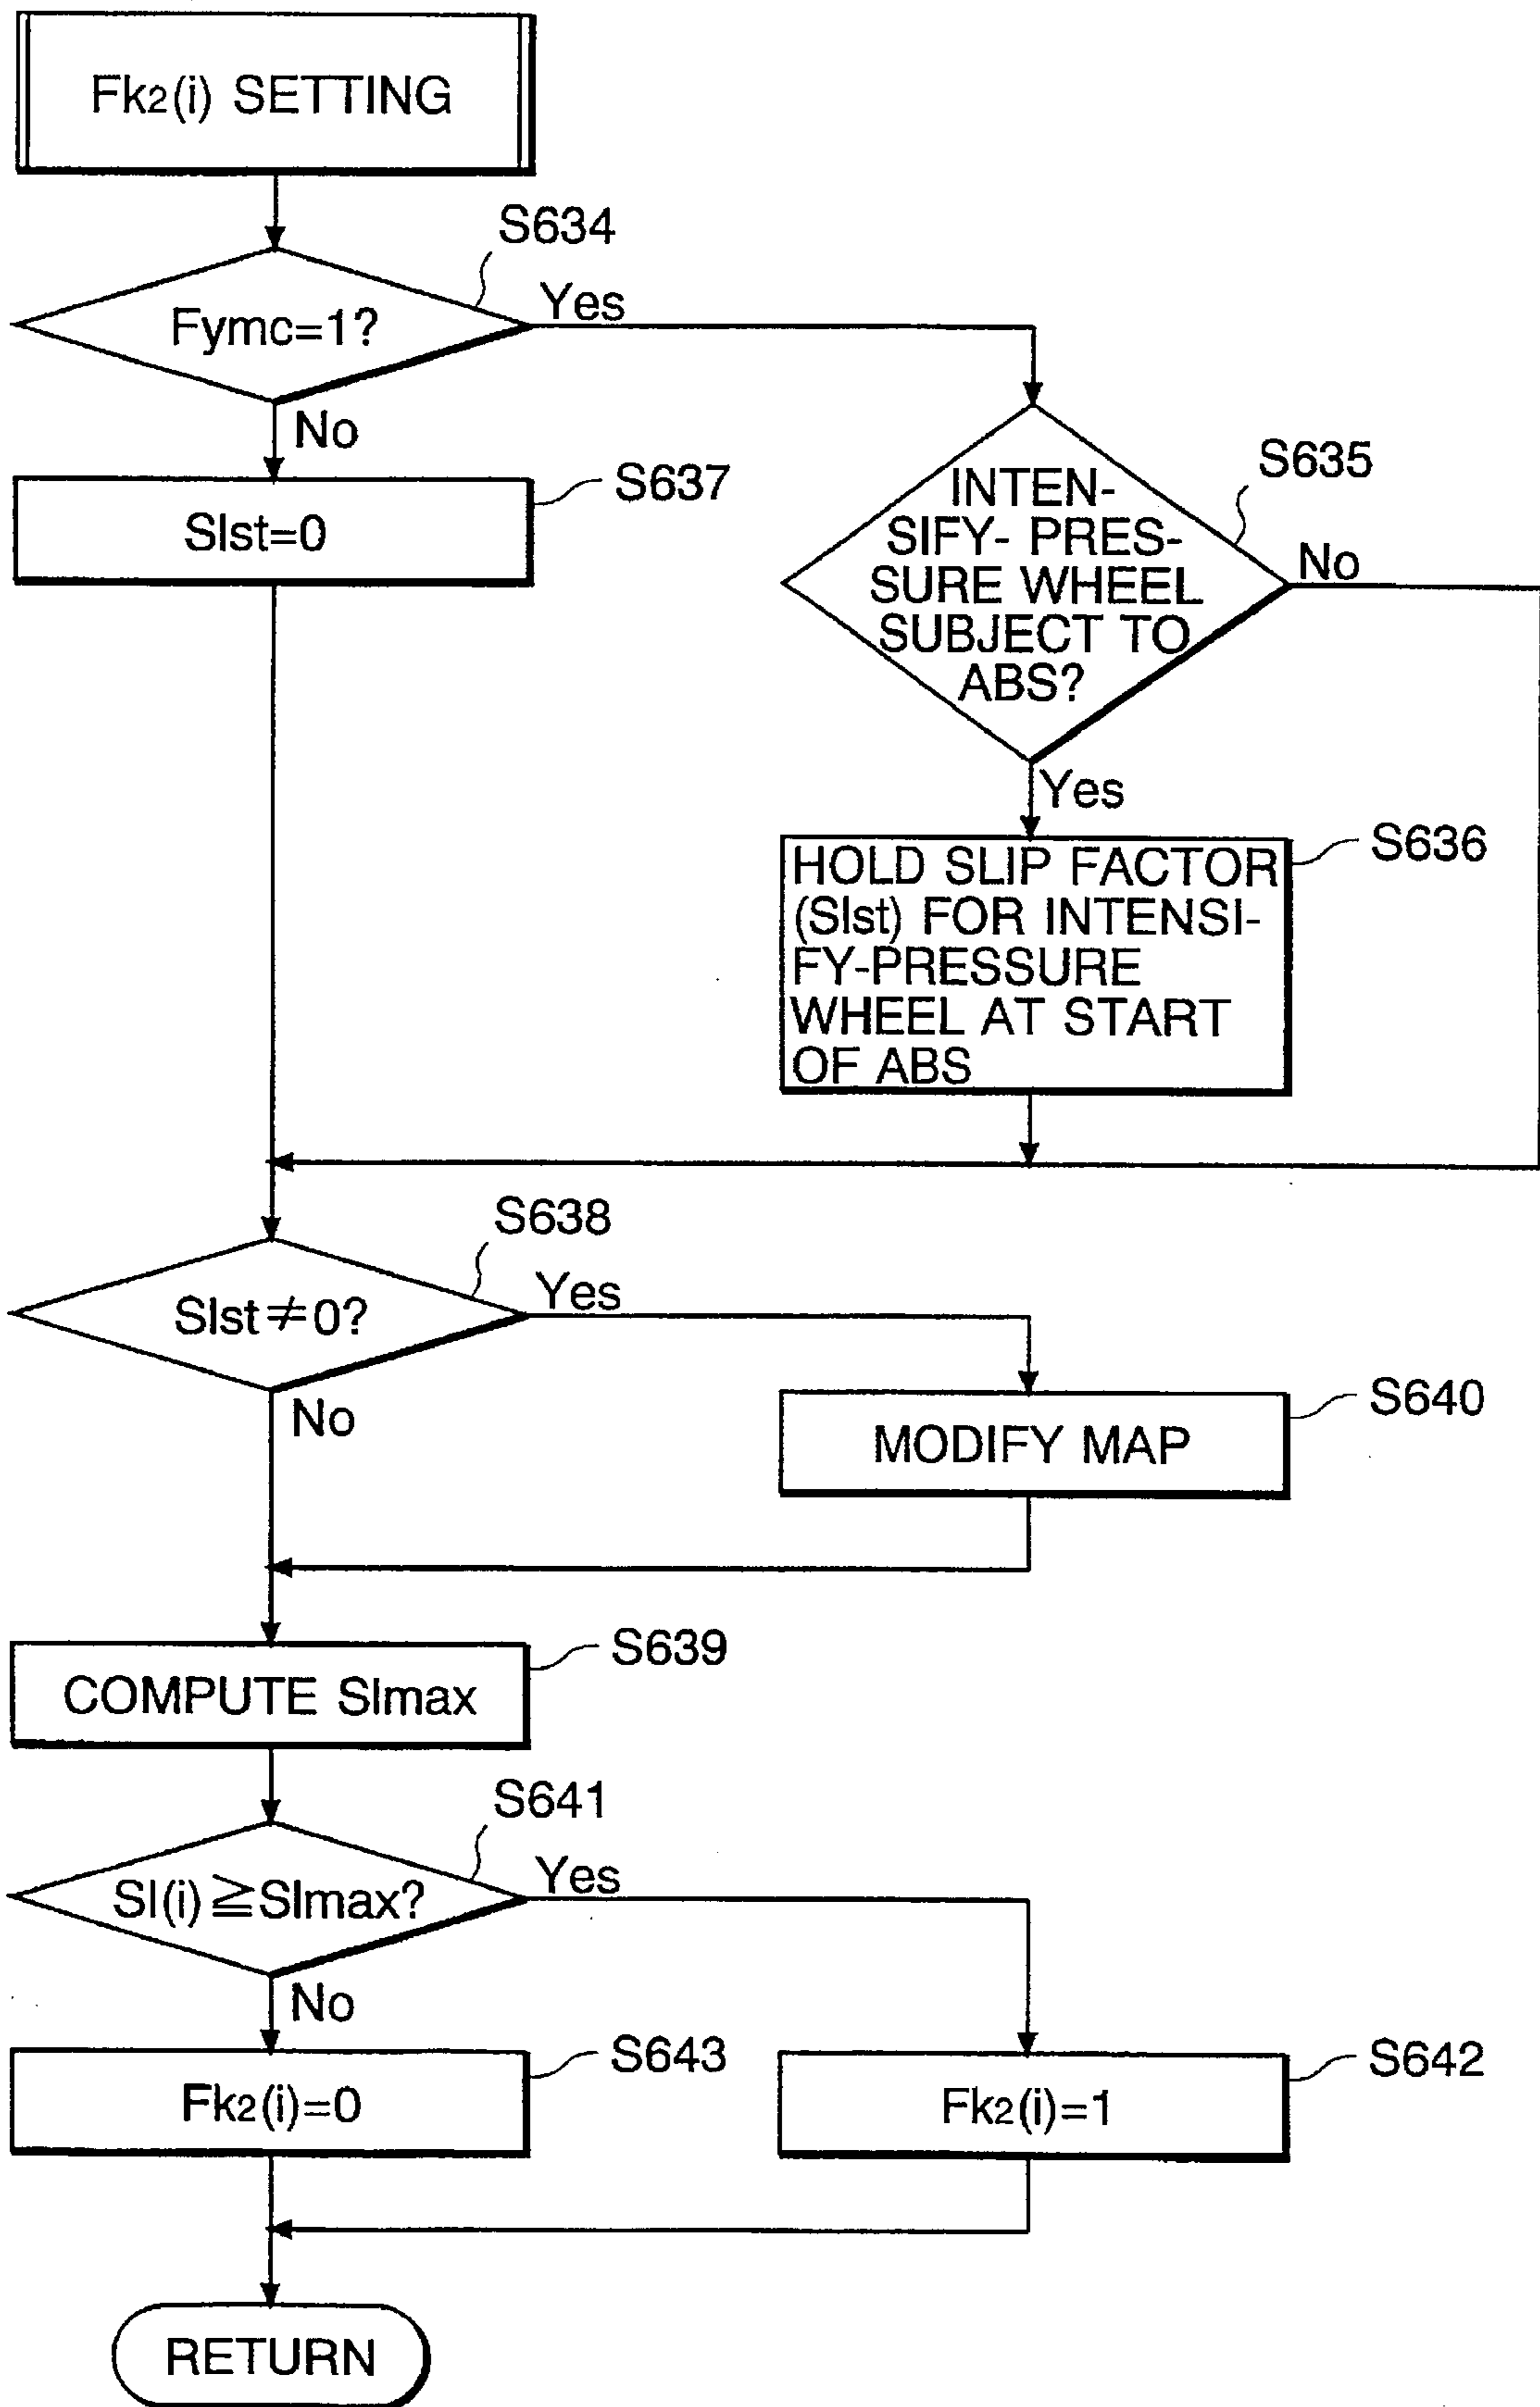 Fk2(i) SETTING
S634
Fymc=1?
Yes
No
S637
Slst=0
S635
INTEN-
SIFY- PRES-
SURE WHEEL
SUBJECT TO
ABS?
No
Yes
S636
HOLD SLIP FACTOR
(Slst) FOR INTENSI-
FY-PRESSURE
WHEEL AT START
OF ABS
S638
Slst≠0?
Yes
No
S640
MODIFY MAP
S639
COMPUTE Slmax
S641
Sl(i)≧Slmax?
Yes
No
S643
Fk2(i)=0
S642
Fk2(i)=1
RETURN